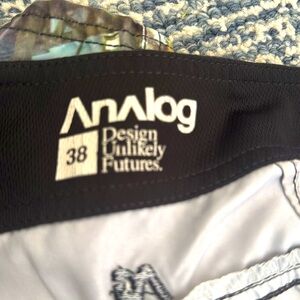 Analog
38
Design
Unlikely
Futures.